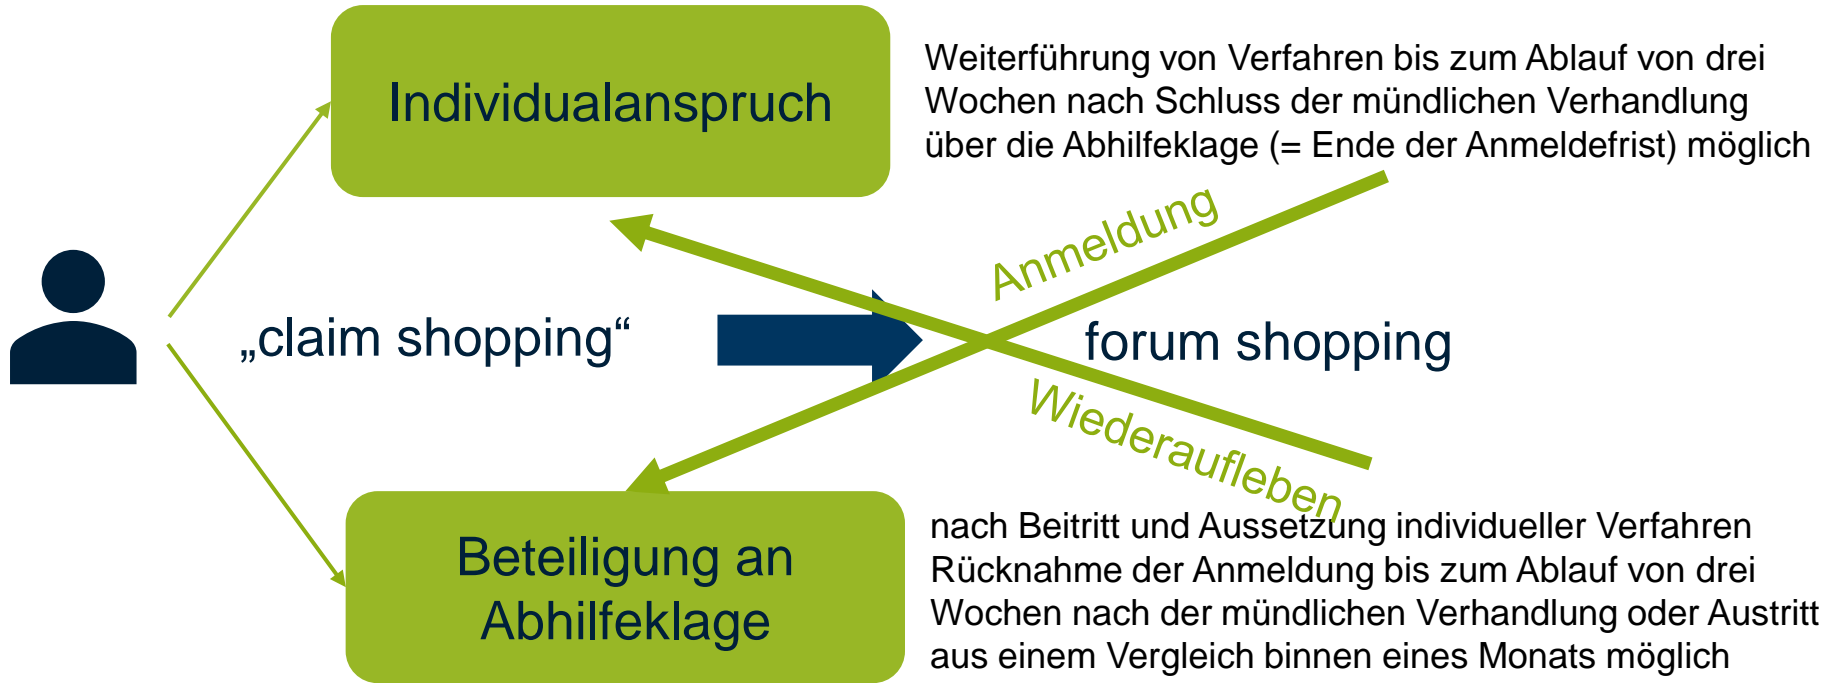 Individualanspruch
Weiterführung von Verfahren bis zum Ablauf von drei
Wochen nach Schluss der mündlichen Verhandlung
über die Abhilfeklage (= Ende der Anmeldefrist) möglich
Anmeldung
„claim shopping“
forum shopping
Wiederaufleben
Beteiligung an
Abhilfeklage
nach Beitritt und Aussetzung individueller Verfahren
Rücknahme der Anmeldung bis zum Ablauf von drei
Wochen nach der mündlichen Verhandlung oder Austritt
aus einem Vergleich binnen eines Monats möglich